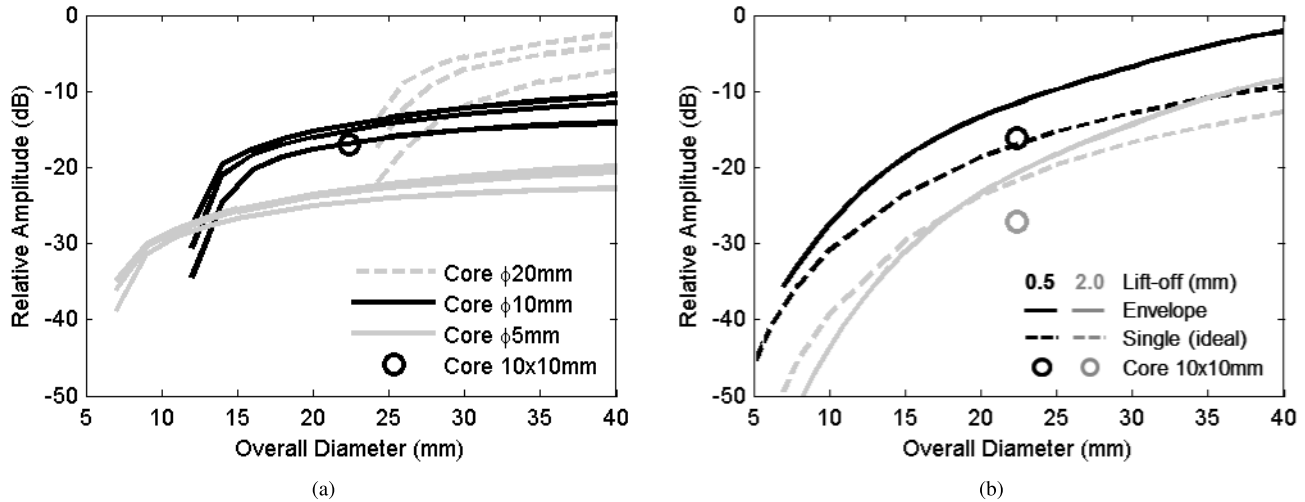 0
-10
-20
-30
-40
-50
Relative Amplitude (dB)
5 10 15 20 25 30 35 40
Overall Diameter (mm)
Core ϕ20mm
Core ϕ10mm
Core ϕ5mm
Core 10x10mm
(a)
0
-10
-20
-30
-40
-50
Relative Amplitude (dB)
5 10 15 20 25 30 35 40
Overall Diameter (mm)
0.5 2.0 Lift-off (mm)
Envelope
Single (ideal)
Core 10x10mm
(b)